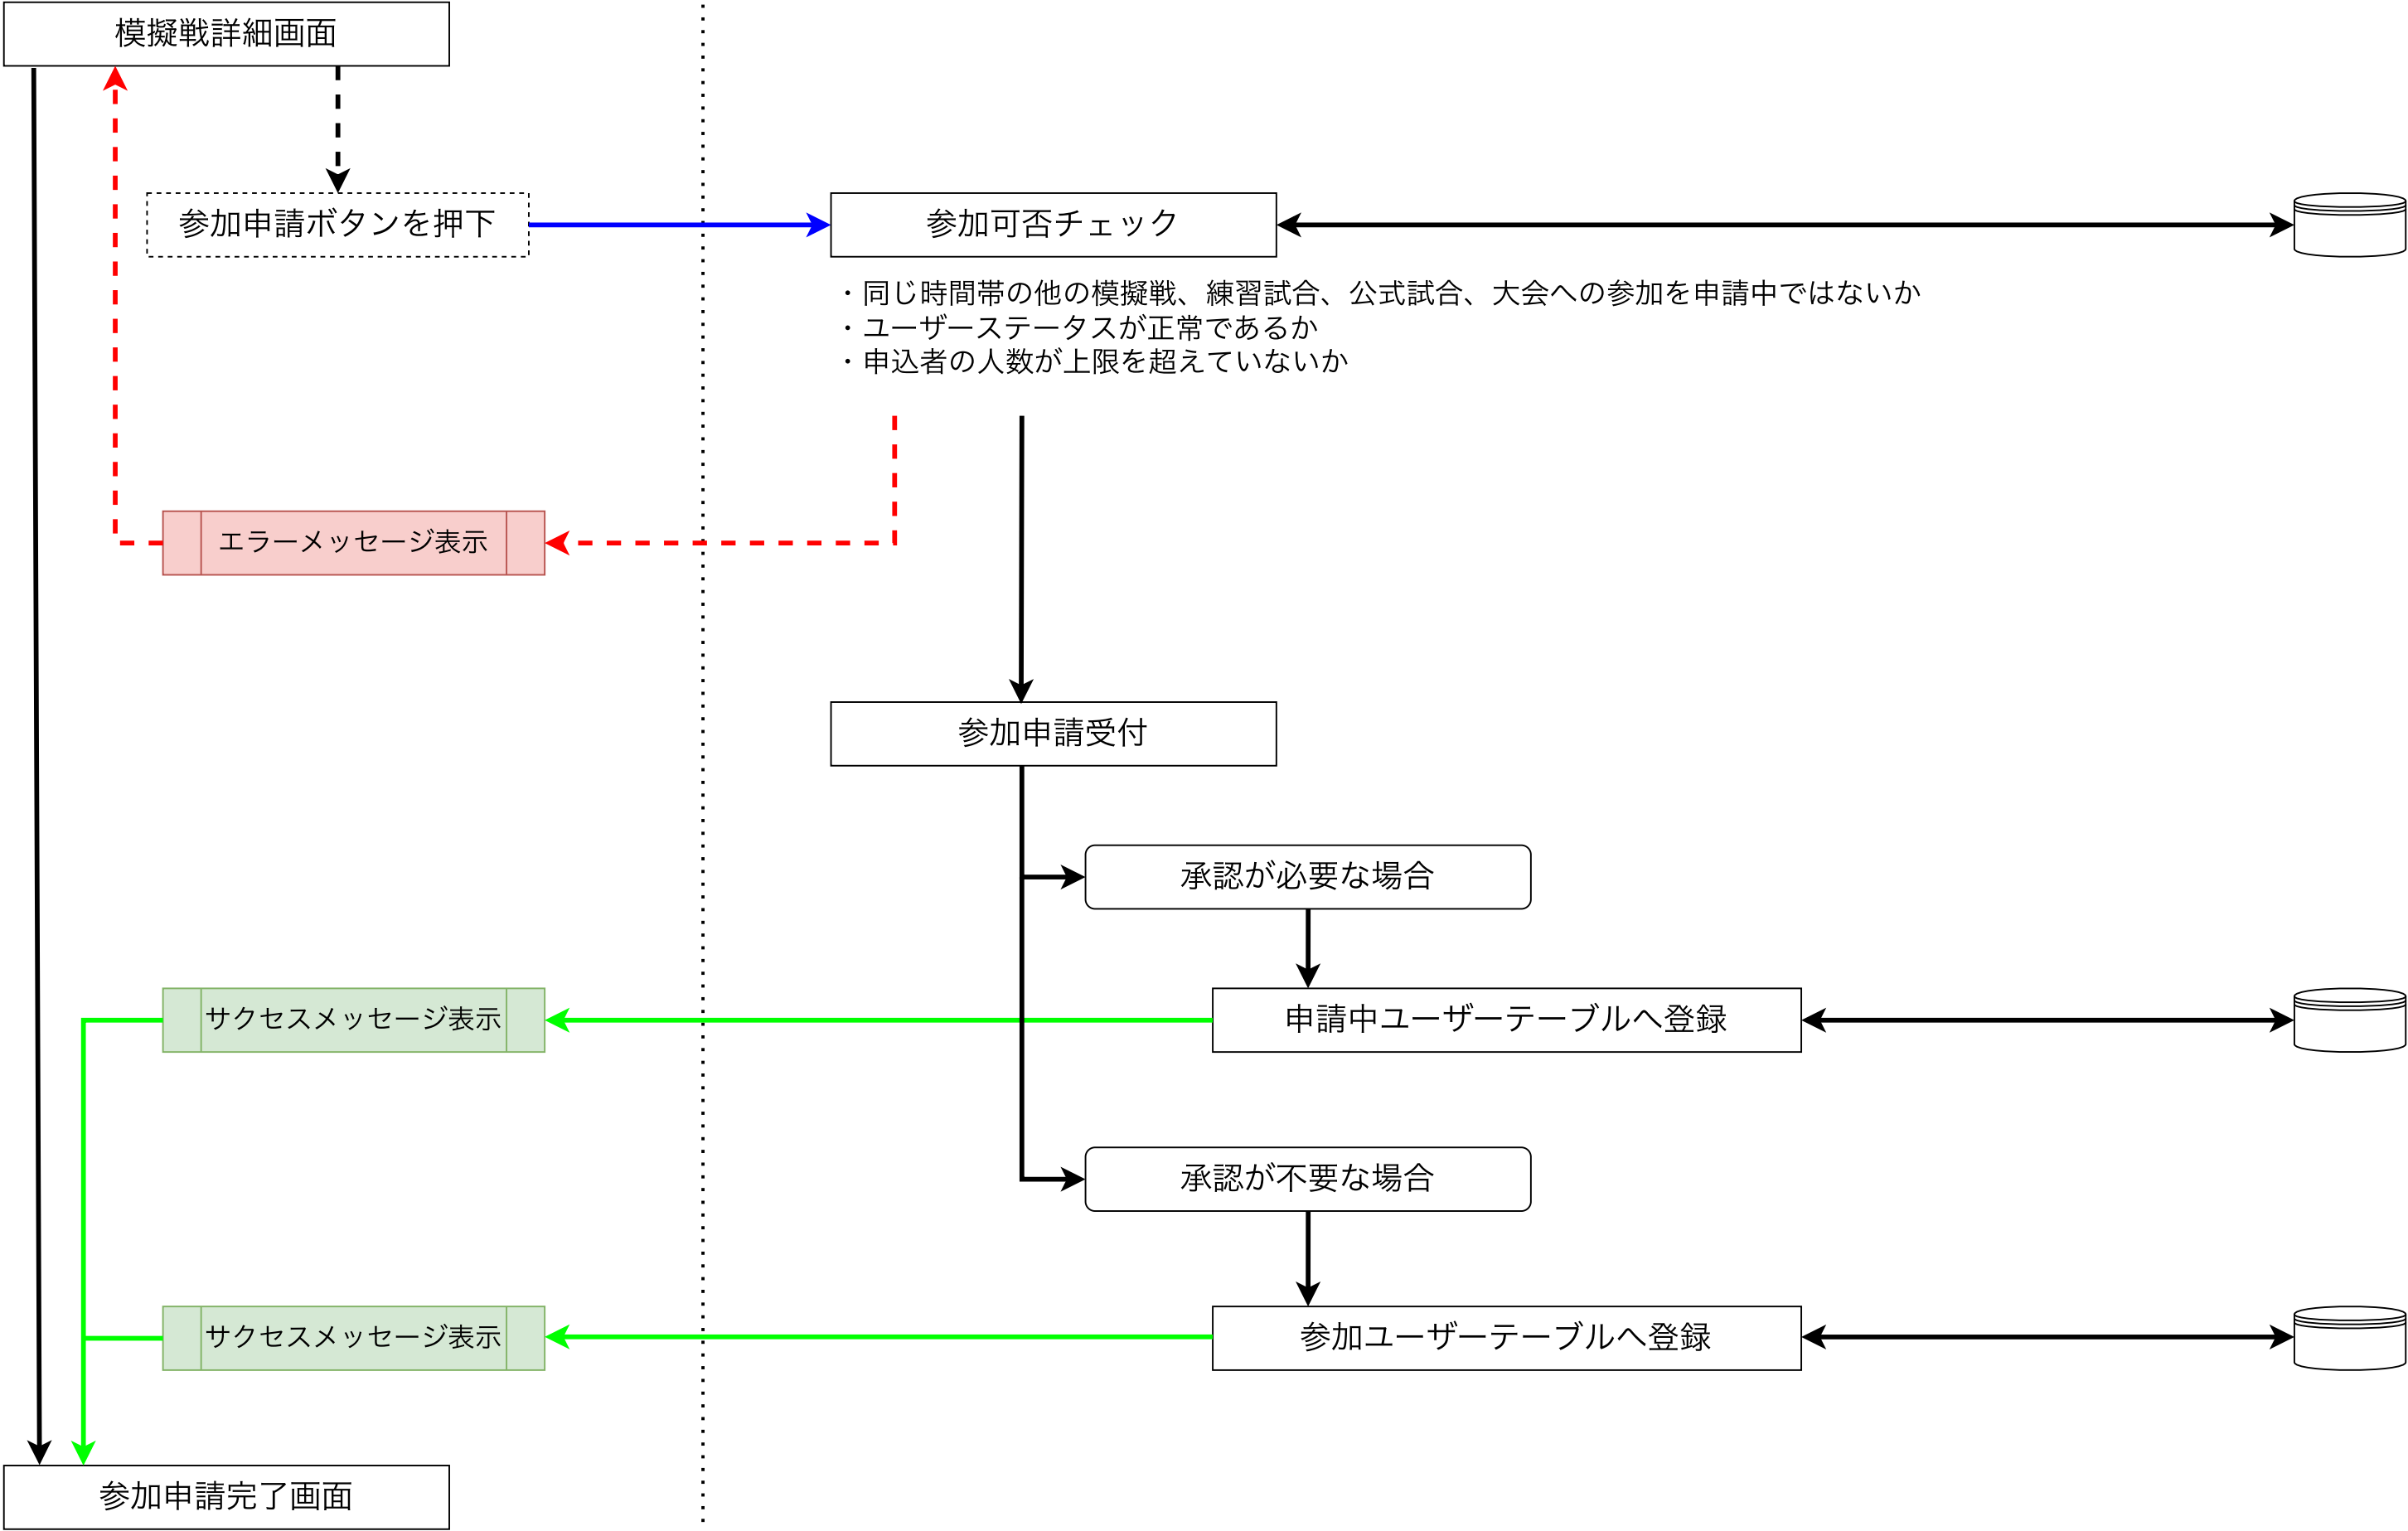 模擬戦詳細画面
参加申請ボタンを押下
参加可否チェック
・同じ時間帯の他の模擬戦、練習試合、公式試合、大会への参加を申請中ではないか
・ユーザーステータスが正常であるか
・申込者の人数が上限を超えていないか
エラーメッセージ表示
参加申請受付
承認が必要な場合
サクセスメッセージ表示
申請中ユーザーテーブルへ登録
承認が不要な場合
サクセスメッセージ表示
参加ユーザーテーブルへ登録
参加申請完了画面